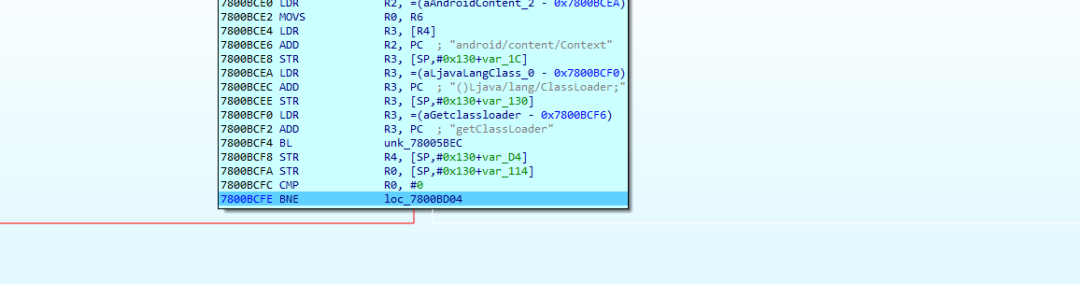 7800BCE0 LDR R2, =(aAndroidContent_2 - 0x7800BCEA)
7800BCE2 MOVS R0, R6
7800BCE4 LDR R3, [R4]
7800BCE6 ADD R2, PC ; "android/content/Context"
7800BCE8 STR R3, [SP,#0x130+var_1C]
7800BCEA LDR R3, =(aLjavaLangClass_0 - 0x7800BCF0)
7800BCEC ADD R3, PC ; "()Ljava/lang/ClassLoader;"
7800BCEE STR R3, [SP,#0x130+var_130]
7800BCF0 LDR R3, =(aGetclassloader - 0x7800BCF6)
7800BCF2 ADD R3, PC ; "getClassLoader"
7800BCF4 BL unk_78005BEC
7800BCF8 STR R4, [SP,#0x130+var_D4]
7800BCFA STR R0, [SP,#0x130+var_114]
7800BCFC CMP R0, #0
7800BCFE BNE loc_7800BD04